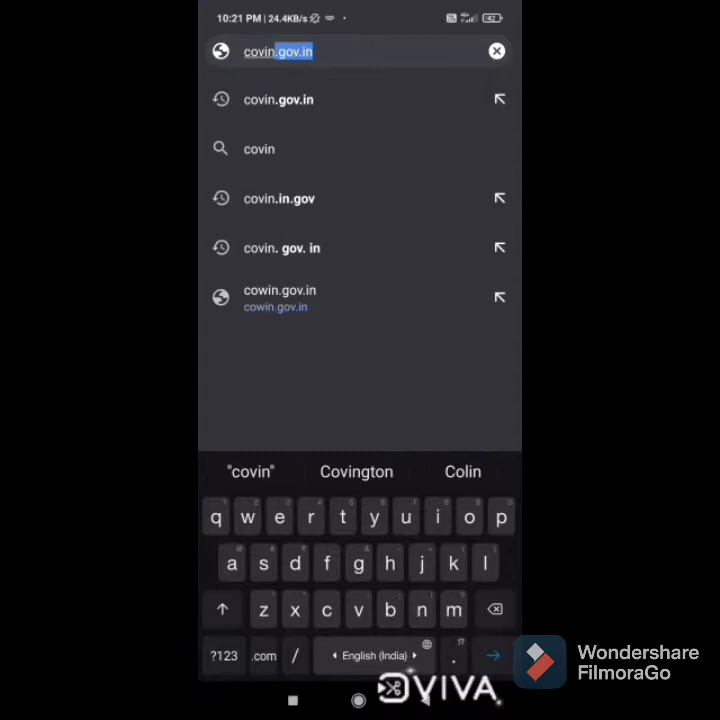 10:21 PM | 24.4KB/s
covin.gov.in
covin.gov.in
covin
covin.in.gov
covin. gov. in
cowin.gov.in
cowin.gov.in
"covin" Covington Colin
q w e r t y u i o p
a s d f g h j k l
z x c v b n m
?123 .com / English (India) .
Wondershare
FilmoraGo
VIVA